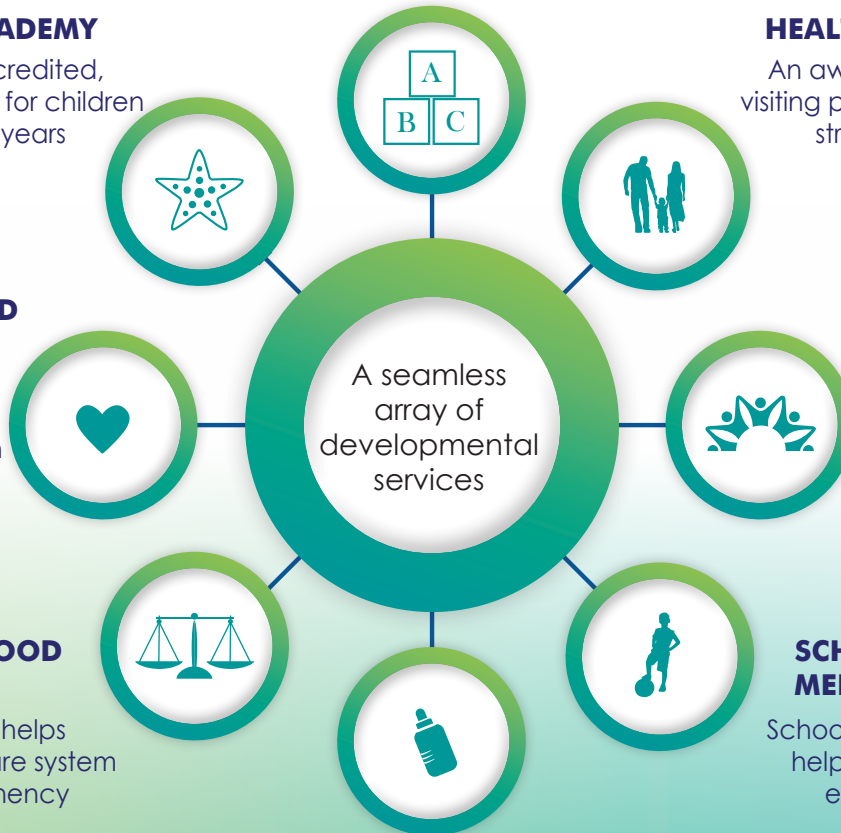 ADEMY
credited,
for children
years
A
B C
HEAL
An aw
visiting p
str
D
A seamless
array of
developmental
services
OOD
helps
are system
nency
SCH
ME
School
help
e